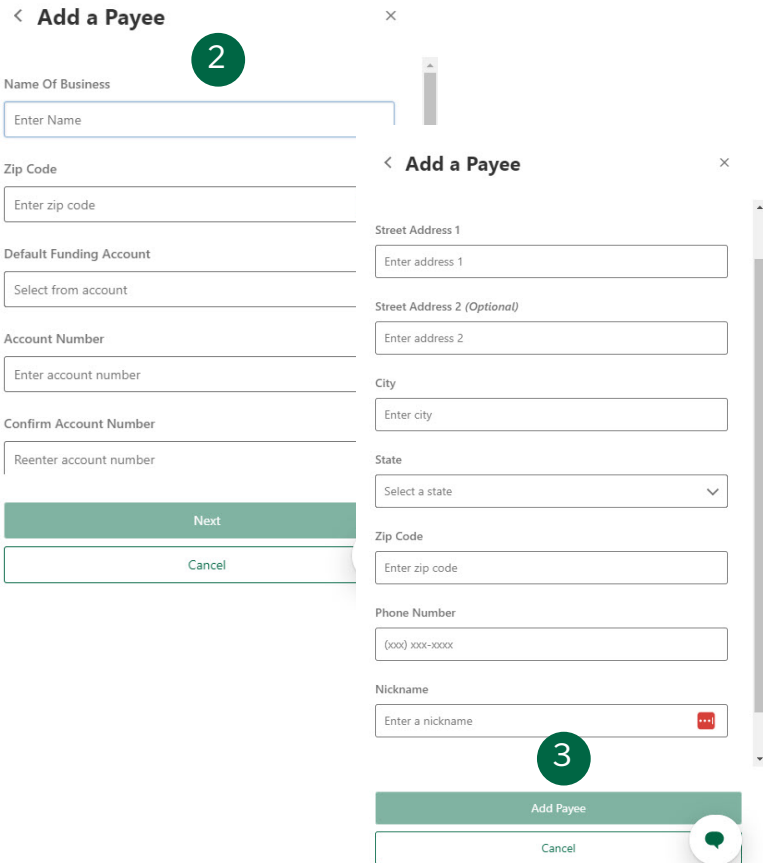 Add a Payee
2
Name Of Business
Enter Name
Zip Code
Enter zip code
Default Funding Account
Select from account
Account Number
Enter account number
Confirm Account Number
Reenter account number
Next
Cancel
Add a Payee
Street Address 1
Enter address 1
Street Address 2 (Optional)
Enter address 2
City
Enter city
State
Select a state
Zip Code
Enter zip code
Phone Number
(xxx) xxx-xxxx
Nickname
Enter a nickname
3
Add Payee
Cancel